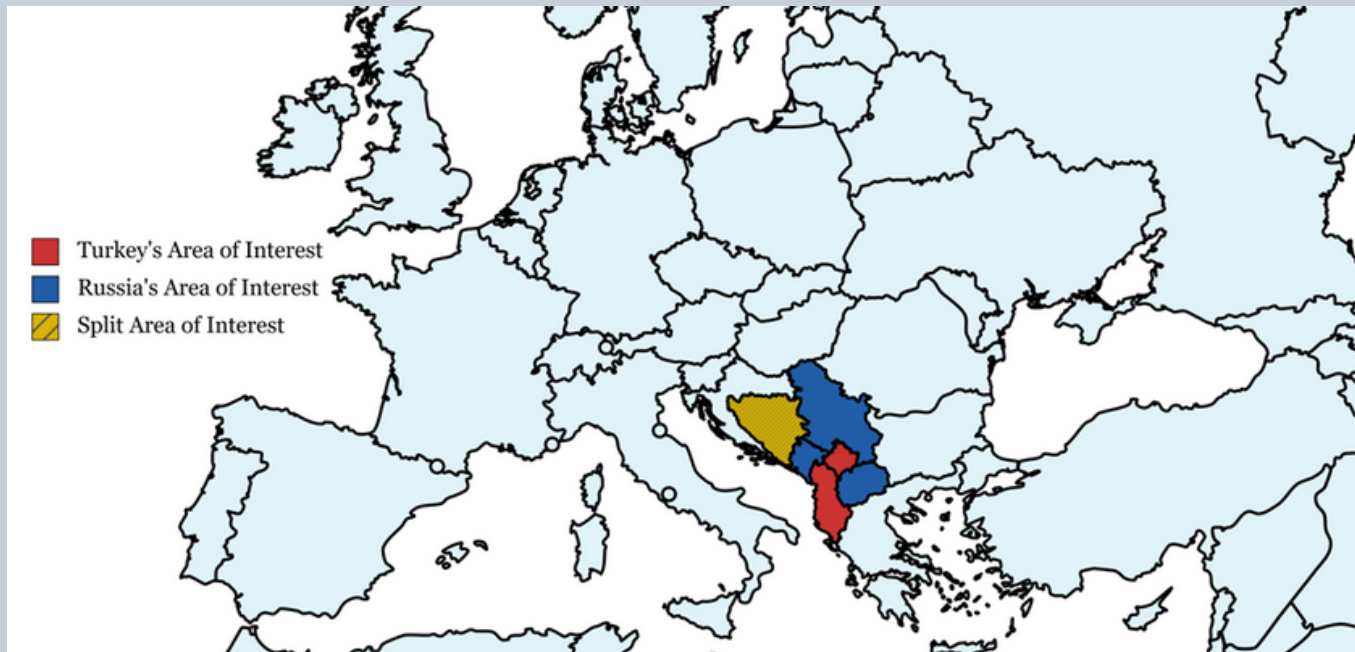 Turkey's Area of Interest
Russia's Area of Interest
Split Area of Interest